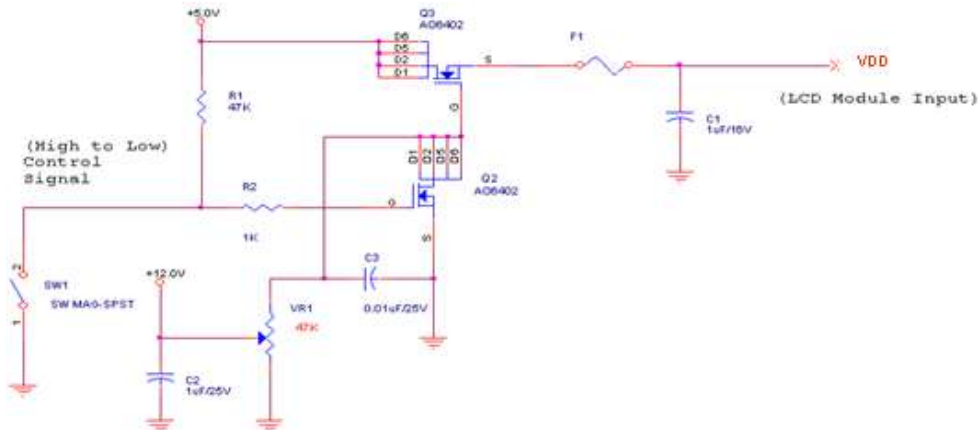 +5.0V
Q3
AO6402
D6
D5
D2
D1
S
G
F1
VDD
(LCD Module Input)
C1
1uF/16V
R1
47K
(High to Low)
Control
Signal
D1
D2
D5
D6
Q2
AO6402
R2
1K
G
S
2
SW1
SW MAG-SPST
1
+12.0V
C3
0.01uF/25V
VR1
47K
C2
1uF/25V